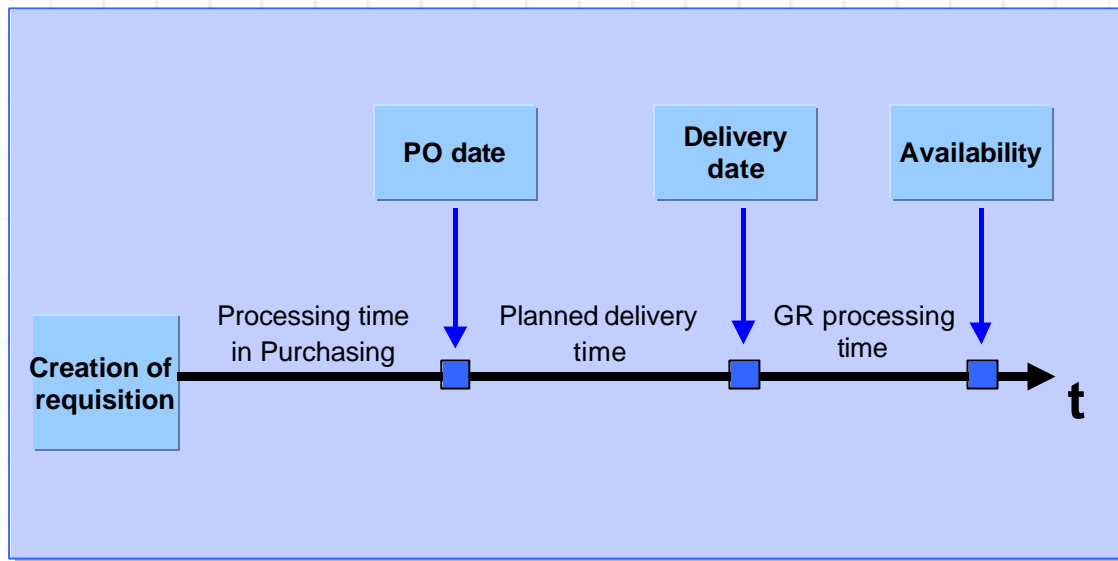 PO date
Delivery
date
Availability
Processing time
in Purchasing
Planned delivery
time
GR processing
time
Creation of
requisition
t